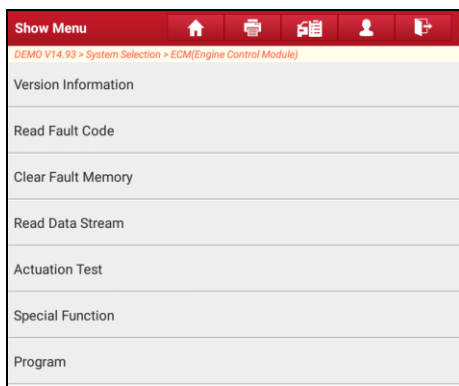 Show Menu
DEMO V14.93 > System Selection > ECM(Engine Control Module)
Version Information
Read Fault Code
Clear Fault Memory
Read Data Stream
Actuation Test
Special Function
Program